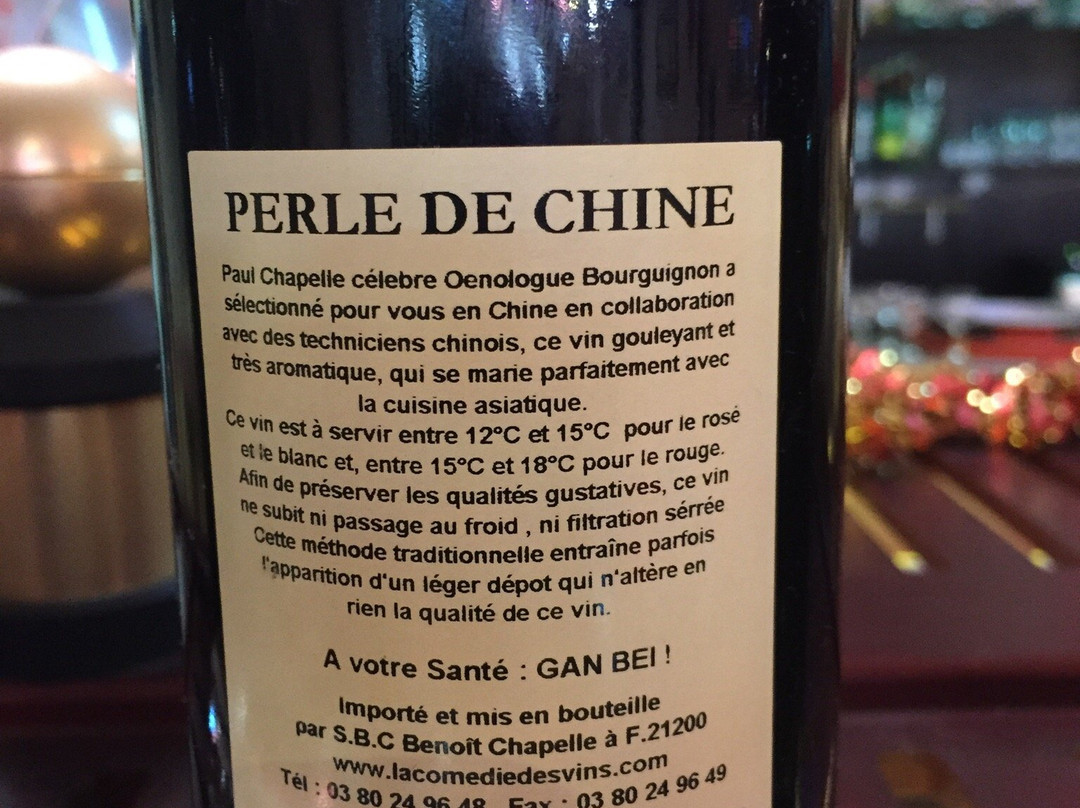 PERLE DE CHINE
Paul Chapelle célebre Oenologue Bourguignon a
sélectionné pour vous en Chine en collaboration
avec des techniciens chinois, ce vin gouleyant et
très aromatique, qui se marie parfaitement avec
la cuisine asiatique.
Ce vin est à servir entre 12°C et 15°C pour le rosé
et le blanc et, entre 15°C et 18°C pour le rouge.
Afin de préserver les qualités gustatives, ce vin
ne subit ni passage au froid , ni filtration sérrée
Cette méthode traditionnelle entraîne parfois
l'apparition d'un léger dépot qui n'altère en
rien la qualité de ce vin.
A votre Santé : GAN BEI !
Importé et mis en bouteille
par S.B.C Benoît Chapelle à F.21200
www.lacomediedesvins.com
Tél : 03 80 24 96 48 Fax : 03 80 24 96 49